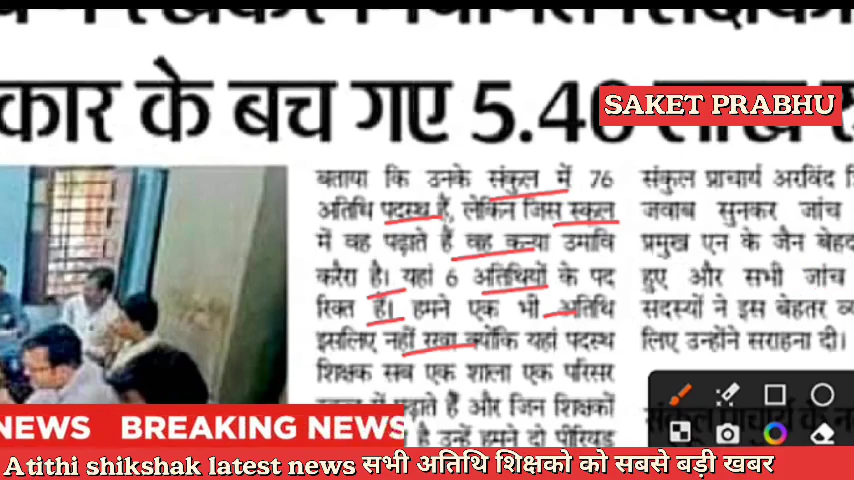 कार के बच गए 5.40 लाख
SAKET PRABHU
बताया कि उनके संकुल में 76
अतिथि पदस्थ हैं, लेकिन जिस स्कूल
में वह पढ़ाते हैं वह कन्या उमावि
करैरा है। यहां 6 अतिथियों के पद
रिक्त है। हमने एक भी अतिथि
इसलिए नहीं रखा क्योंकि यहां पदस्थ
शिक्षक सब एक शाला एक परिसर
पढ़ाते हैं और जिन शिक्षकों
है उन्हें हमने दो पीरियड
संकुल प्राचार्य अरविंद
जवाब सुनकर जांच
प्रमुख एन के जैन बेहद
हुए और सभी जांच
सदस्यों ने इस बेहतर
लिए उन्होंने सराहना दी।
संकुल प्राचार्य के
NEWS BREAKING NEWS
Atithi shikshak latest news सभी अतिथि शिक्षको को सबसे बड़ी खबर